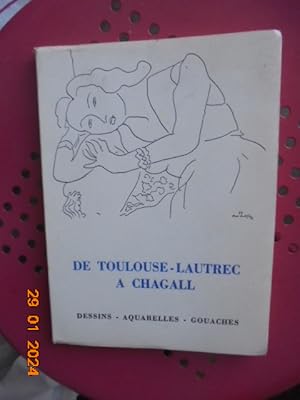 DE TOULOUSE-LAUTREC
A CHAGALL
DESSINS - AQUARELLES - GOUACHES
29 01 2024